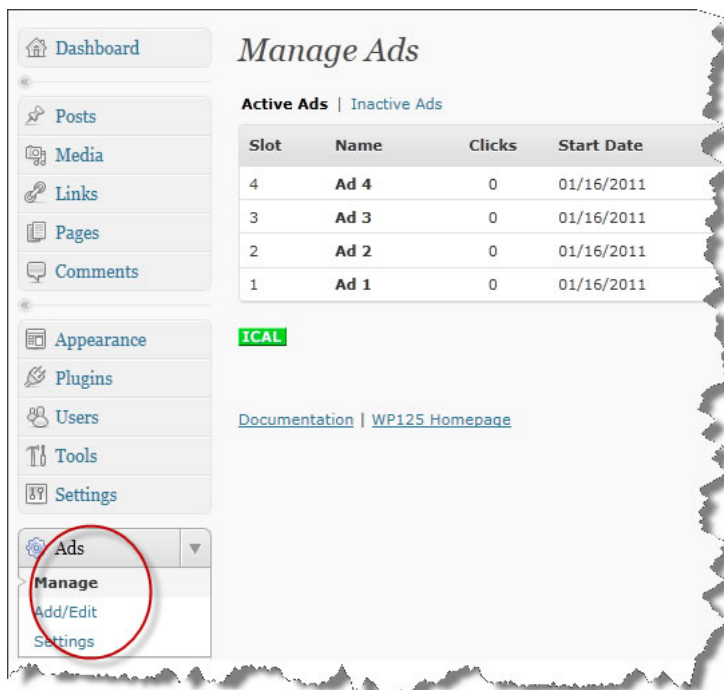 Dashboard
Posts
Media
Links
Pages
Comments
Appearance
Plugins
Users
Tools
Settings
Ads
Manage
Add/Edit
Settings
Manage Ads
Active Ads | Inactive Ads
Slot Name Clicks Start Date
4 Ad 4 0 01/16/2011
3 Ad 3 0 01/16/2011
2 Ad 2 0 01/16/2011
1 Ad 1 0 01/16/2011
ICAL
Documentation | WP125 Homepage